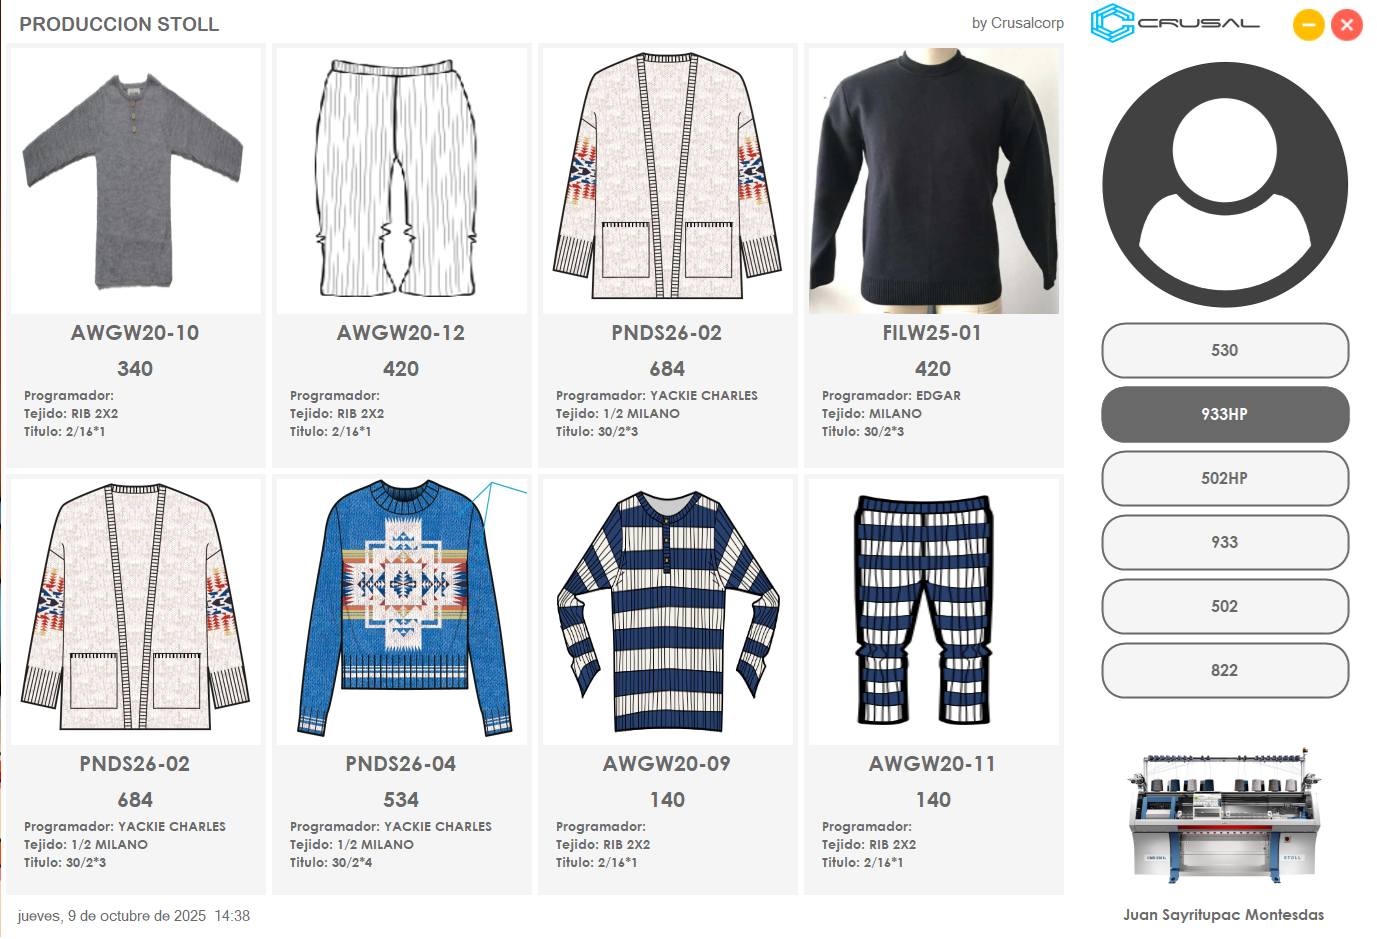 PRODUCCION STOLL
by Crusalcorp
CRUSAL
AWGW20-10
340
Programador:
Tejido: RIB 2X2
Titulo: 2/16*1
AWGW20-12
420
Programador:
Tejido: RIB 2X2
Titulo: 2/16*1
PNDS26-02
684
Programador: YACKIE CHARLES
Tejido: 1/2 MILANO
Titulo: 30/2*3
FILW25-01
420
Programador: EDGAR
Tejido: MILANO
Titulo: 30/2*3
PNDS26-02
684
Programador: YACKIE CHARLES
Tejido: 1/2 MILANO
Titulo: 30/2*3
PNDS26-04
534
Programador: YACKIE CHARLES
Tejido: 1/2 MILANO
Titulo: 30/2*4
AWGW20-09
140
Programador:
Tejido: RIB 2X2
Titulo: 2/16*1
AWGW20-11
140
Programador:
Tejido: RIB 2X2
Titulo: 2/16*1
530
933HP
502HP
933
502
822
STOLL
Juan Sayritupac Montesdas
jueves, 9 de octubre de 2025 14:38